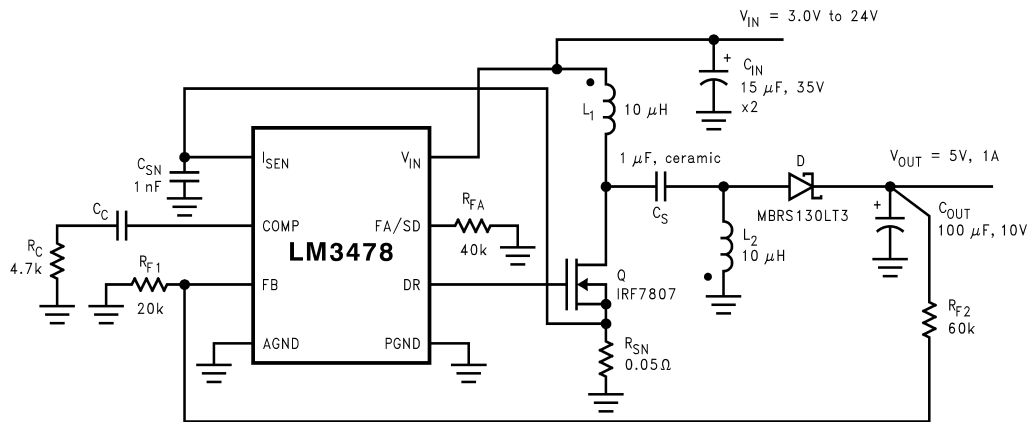 V_IN = 3.0V to 24V
+
C_IN
15 μF, 35V
x2
L_1
10 μH
1 μF, ceramic
C_S
D
MBRS130LT3
V_OUT = 5V, 1A
+
C_OUT
100 μF, 10V
L_2
10 μH
C_SN
1 nF
I_SEN
V_IN
C_C
COMP
FA/SD
R_FA
40k
LM3478
R_C
4.7k
R_F1
20k
FB
DR
Q
IRF7807
R_F2
60k
AGND
PGND
R_SN
0.05Ω